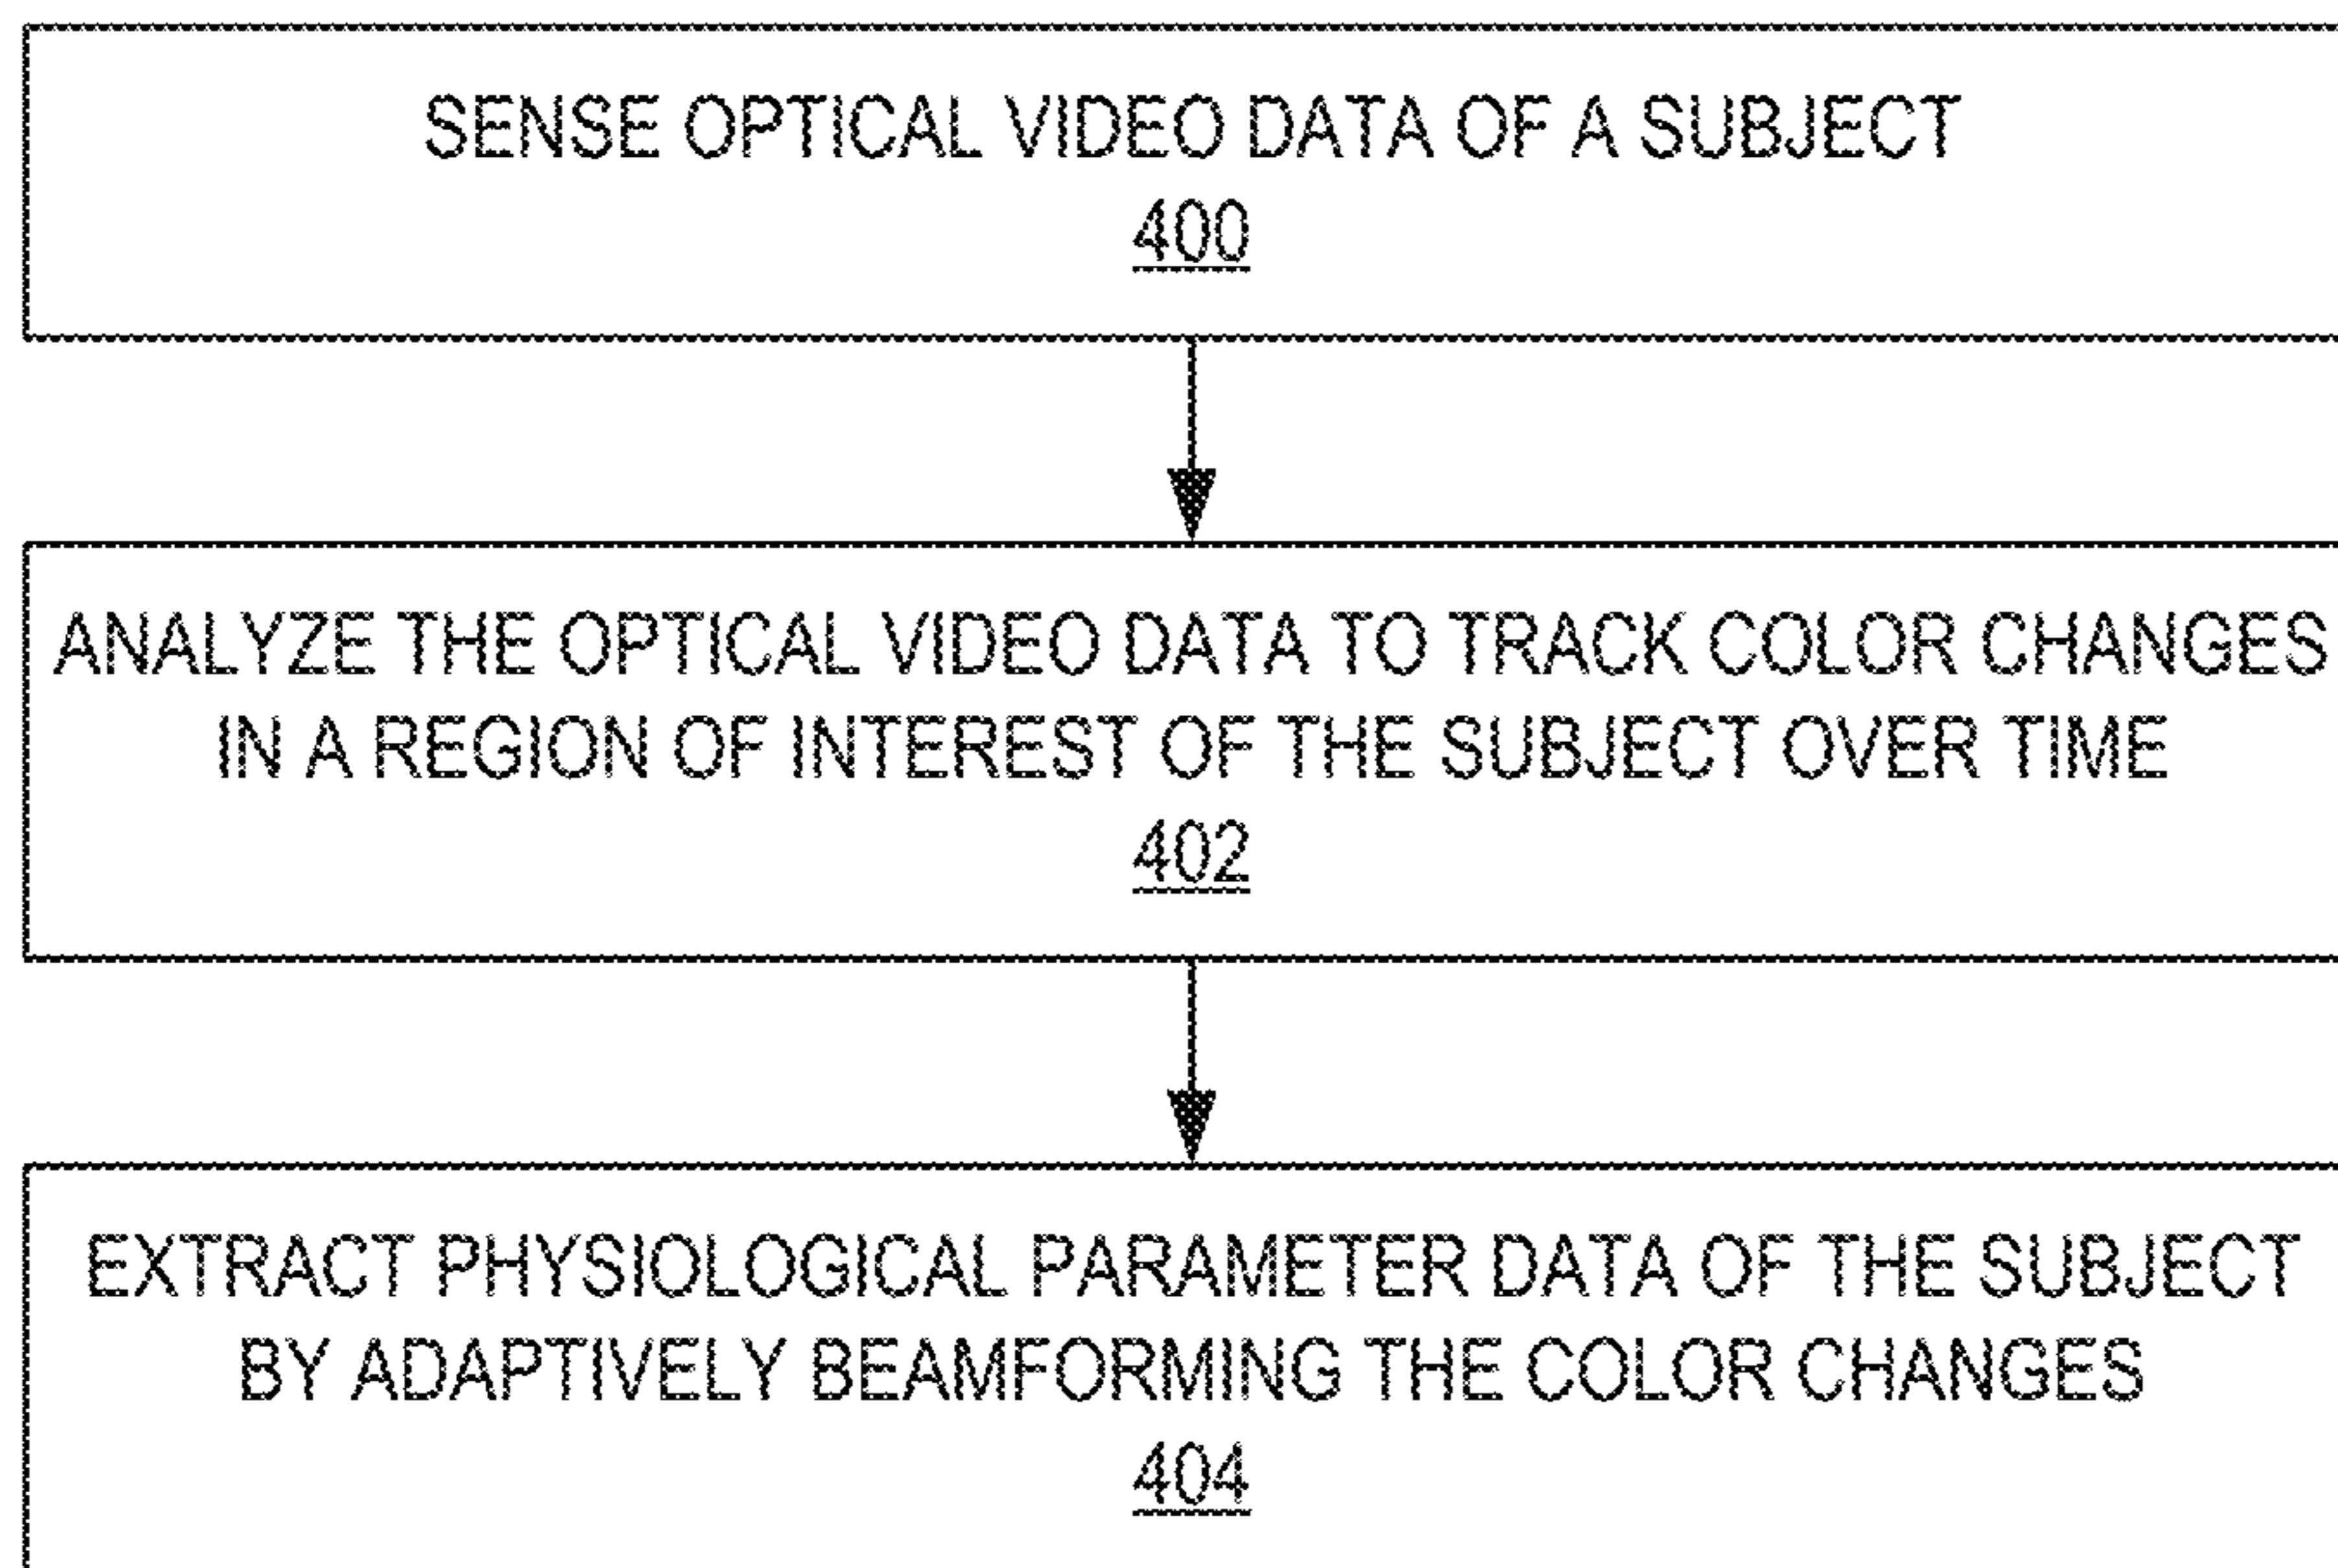 SENSE OPTICAL VIDEO DATA OF A SUBJECT
400
ANALYZE THE OPTICAL VIDEO DATA TO TRACK COLOR CHANGES
IN A REGION OF INTEREST OF THE SUBJECT OVER TIME
402
EXTRACT PHYSIOLOGICAL PARAMETER DATA OF THE SUBJECT
BY ADAPTIVELY BEAMFORMING THE COLOR CHANGES
404